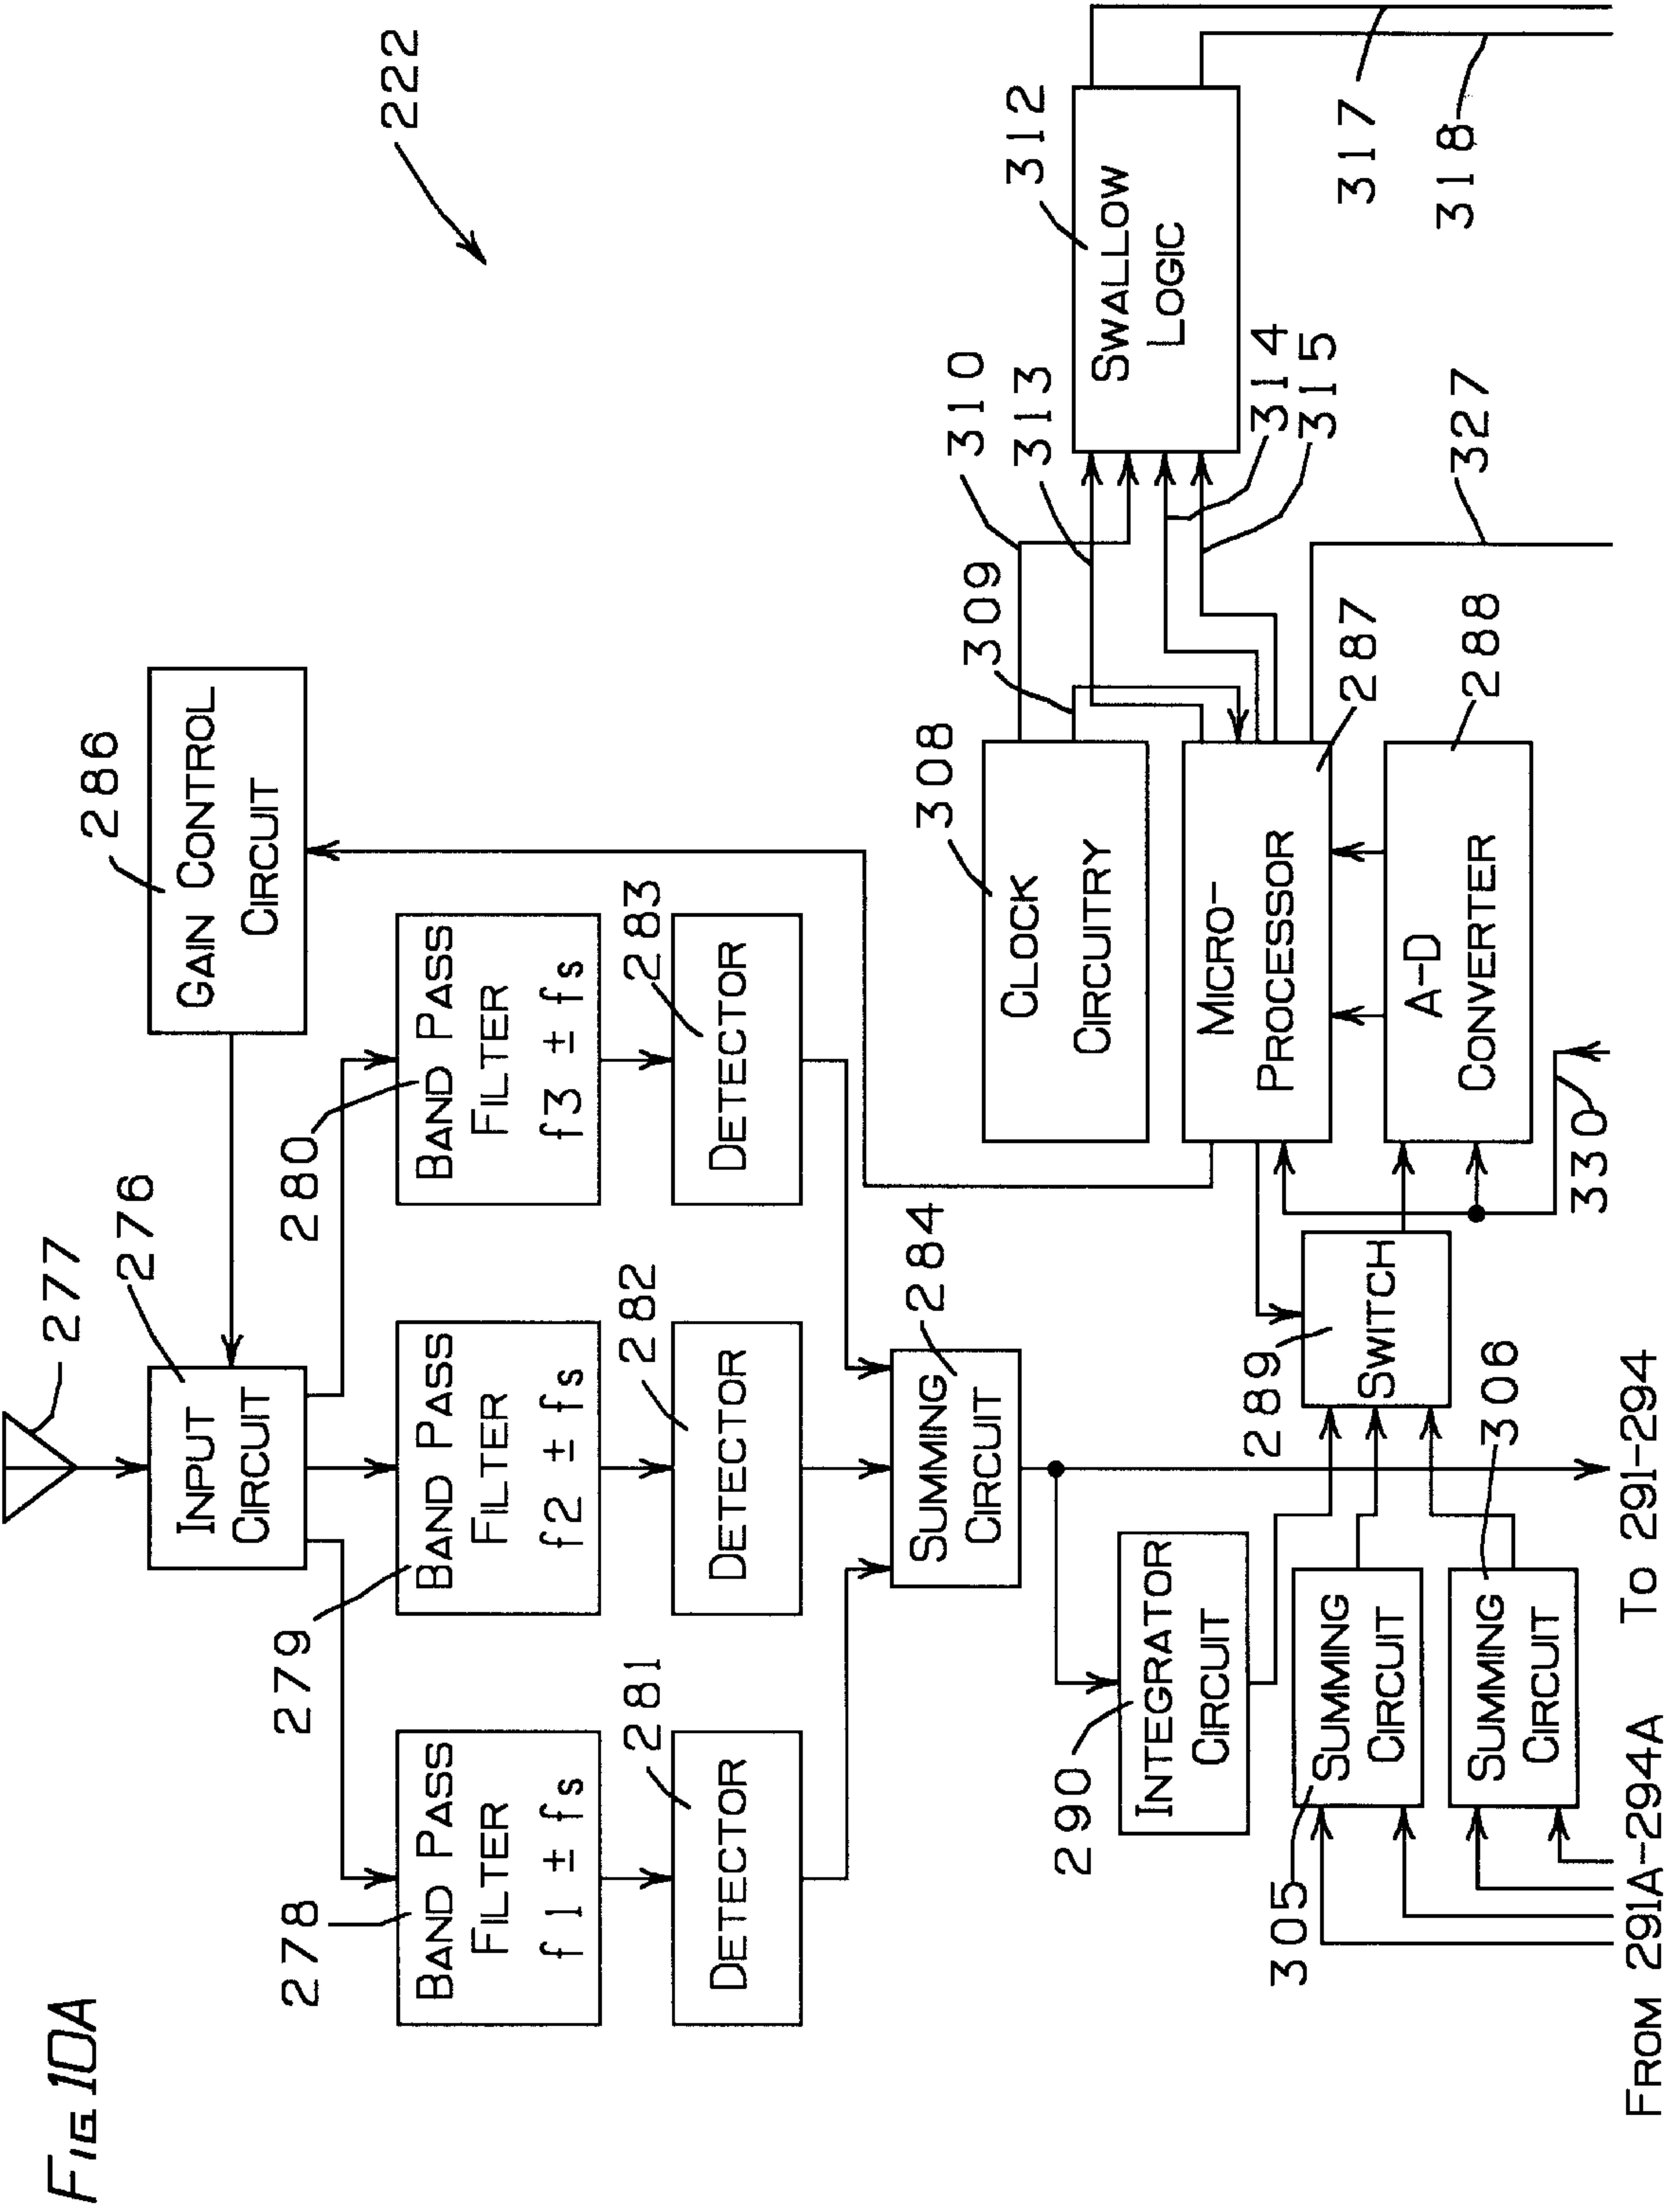 FIG. 10A
222
277
276
INPUT
CIRCUIT
286
GAIN CONTROL
CIRCUIT
278
BAND PASS
FILTER
f1 ± fs
279
BAND PASS
FILTER
f2 ± fs
280
BAND PASS
FILTER
f3 ± fs
281
DETECTOR
282
DETECTOR
283
DETECTOR
284
SUMMING
CIRCUIT
290
INTEGRATOR
CIRCUIT
305
SUMMING
CIRCUIT
306
SUMMING
CIRCUIT
289
SWITCH
308
CLOCK
CIRCUITRY
MICRO-
PROCESSOR
287
A-D
CONVERTER
288
330
309
310
313
312
SWALLOW
LOGIC
314
315
327
317
318
FROM 291A-294A
TO 291-294